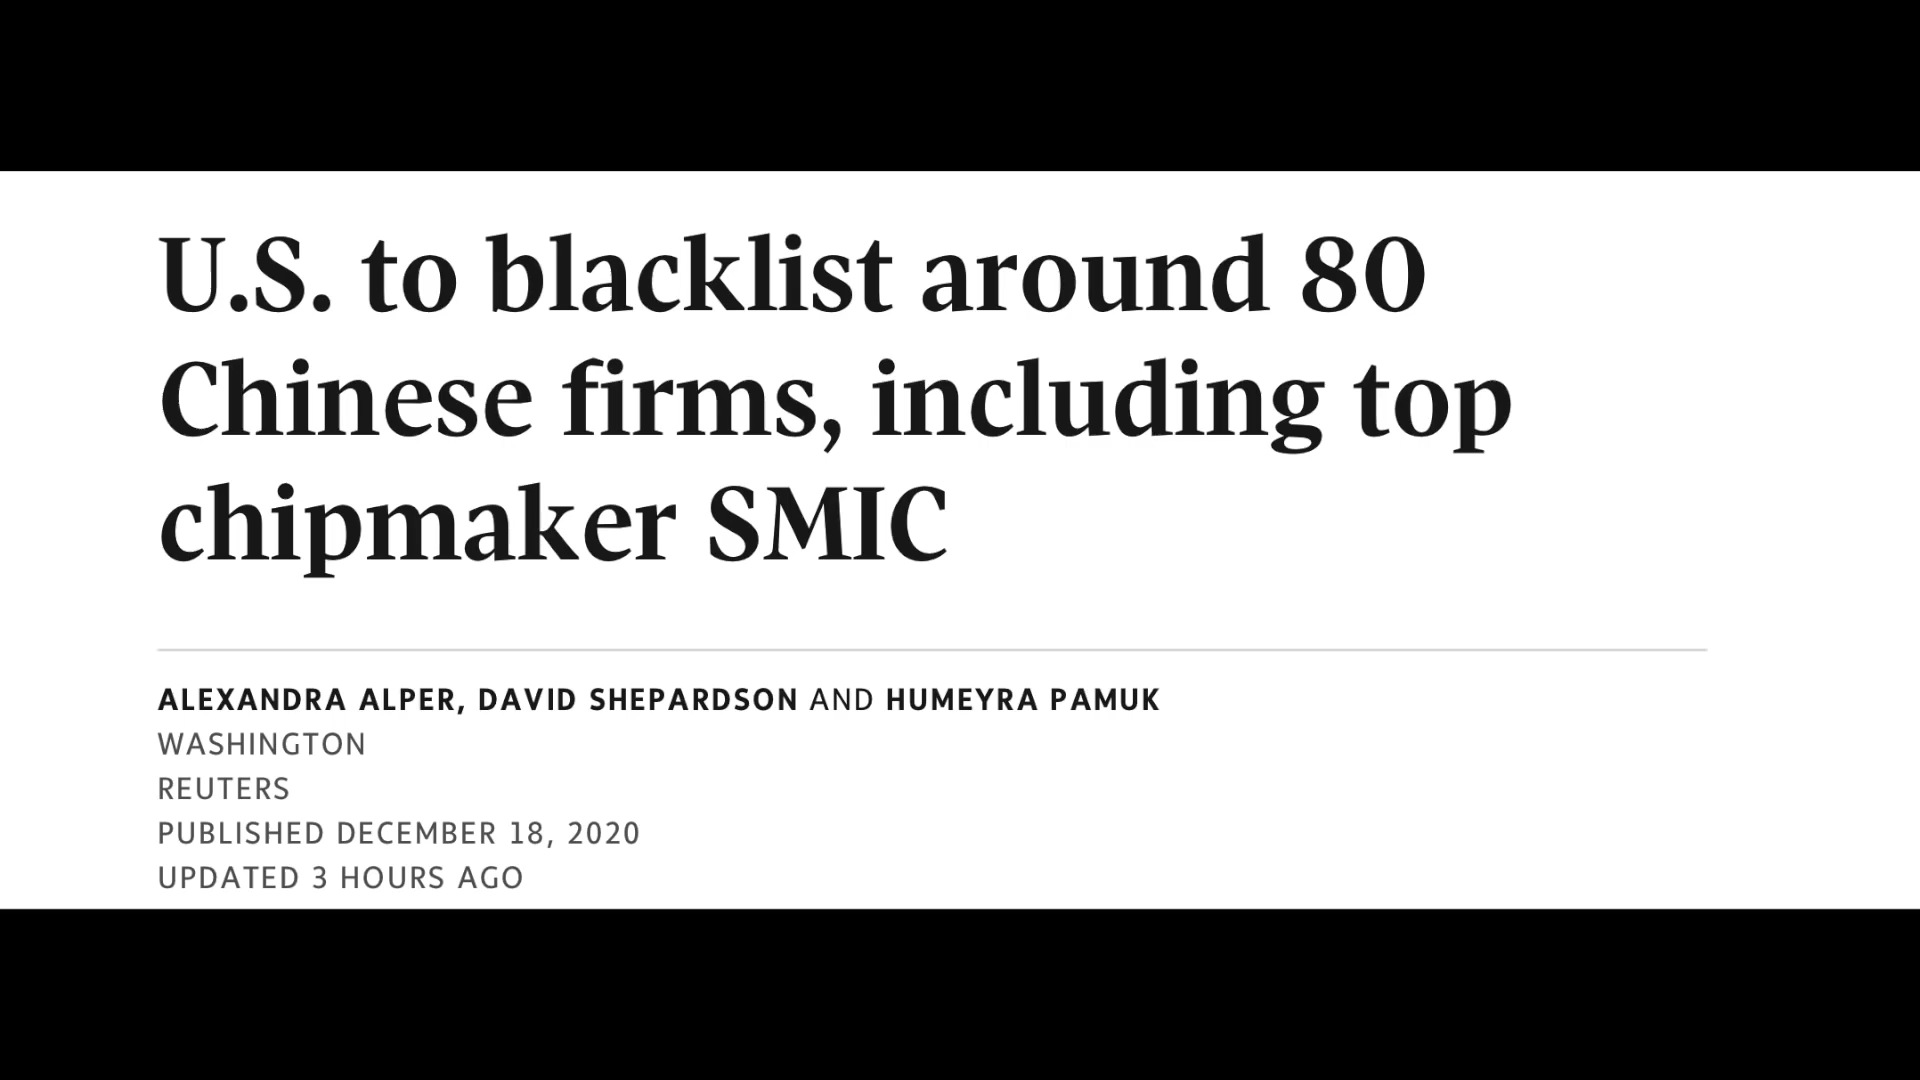 U.S. to blacklist around 80
Chinese firms, including top
chipmaker SMIC
ALEXANDRA ALPER, DAVID SHEPARDSON AND HUMEYRA PAMUK
WASHINGTON
REUTERS
PUBLISHED DECEMBER 18, 2020
UPDATED 3 HOURS AGO